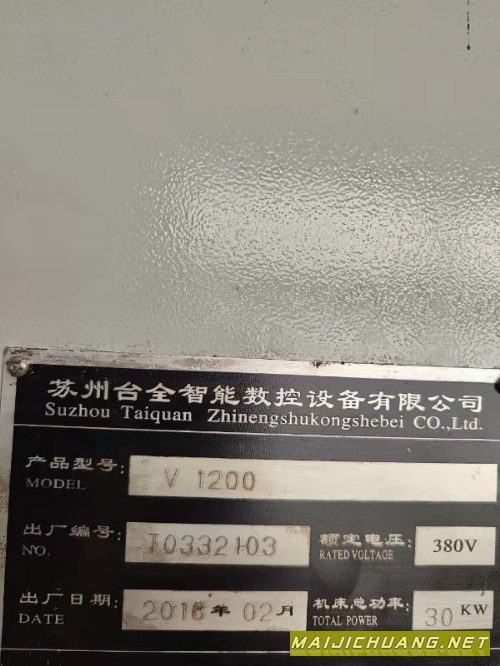 苏州台全智能数控设备有限公司
Suzhou Taiquan Zhinengshukongshebei CO.,Ltd.
产品型号: V 1200
MODEL
出厂编号: T0332103 额定电压: 380V
NO. RATED VOLTAGE
出厂日期: 2018年 02月 机床总功率: 30 KW
DATE TOTAL POWER
MAIJICHUANG.NET